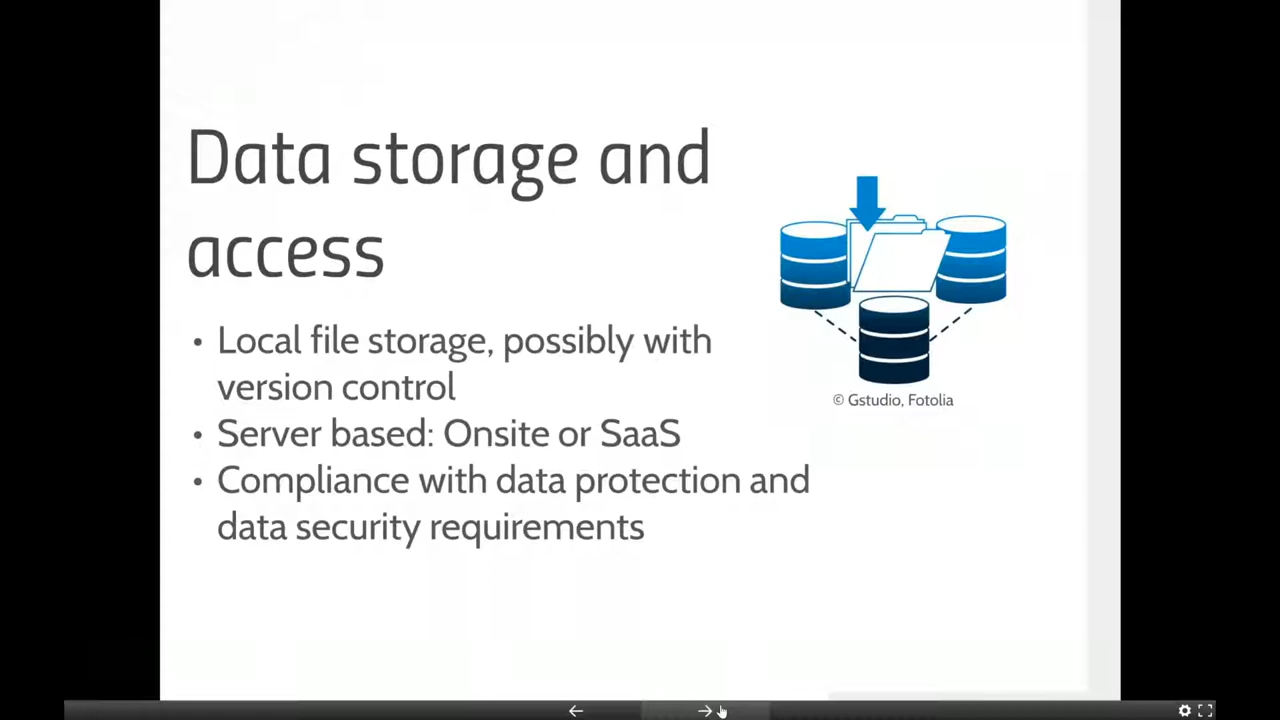 Data storage and
access
• Local file storage, possibly with
version control
• Server based: Onsite or SaaS
• Compliance with data protection and
data security requirements
© Gstudio, Fotolia